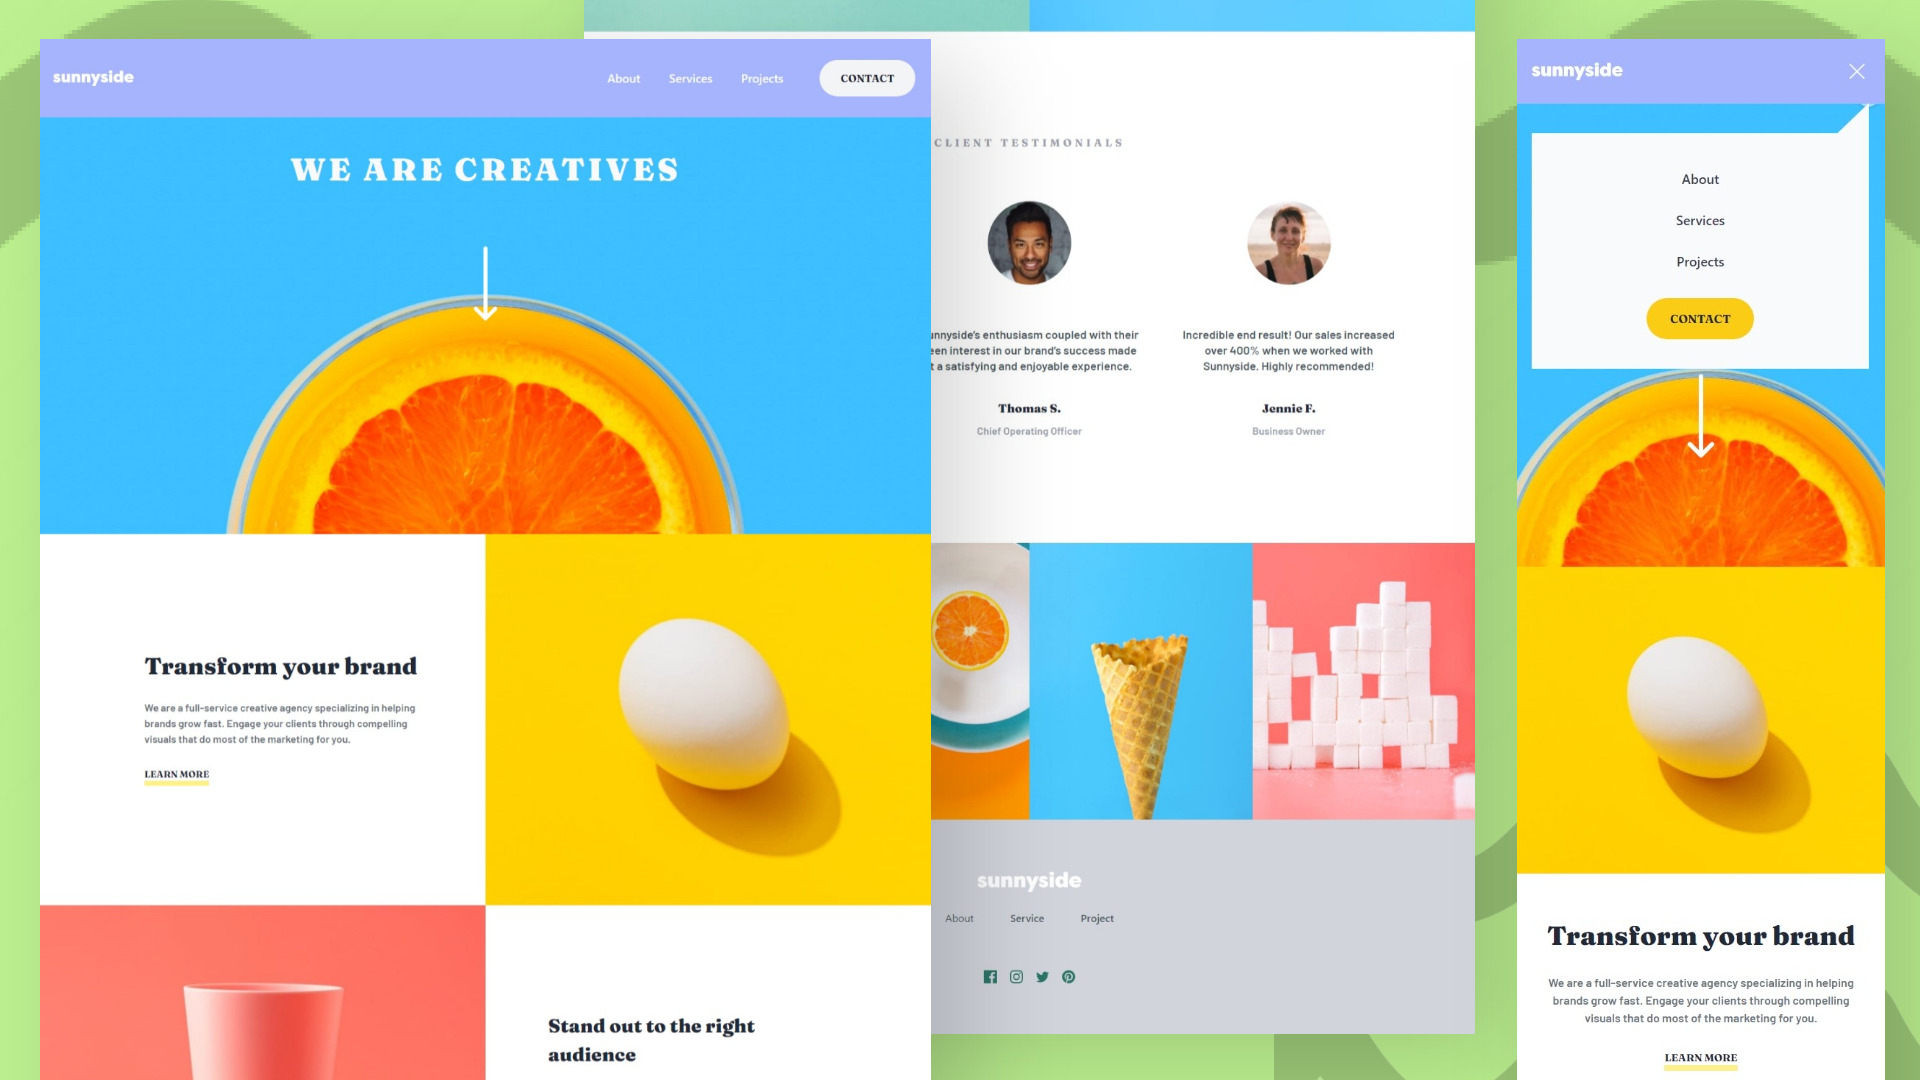 sunnyside
About
Services
Projects
CONTACT
WE ARE CREATIVES
Transform your brand
We are a full-service creative agency specializing in helping
brands grow fast. Engage your clients through compelling
visuals that do most of the marketing for you.
LEARN MORE
Stand out to the right
audience
CLIENT TESTIMONIALS
enthusiasm coupled with their
interest in our brand's success made
a satisfying and enjoyable experience.
Thomas S.
Chief Operating Officer
Incredible end result! Our sales increased
over 400% when we worked with
Sunnyside. Highly recommended!
Jennie F.
Business Owner
sunnyside
About
Service
Project
sunnyside
About
Services
Projects
CONTACT
Transform your brand
We are a full-service creative agency specializing in helping
brands grow fast. Engage your clients through compelling
visuals that do most of the marketing for you.
LEARN MORE